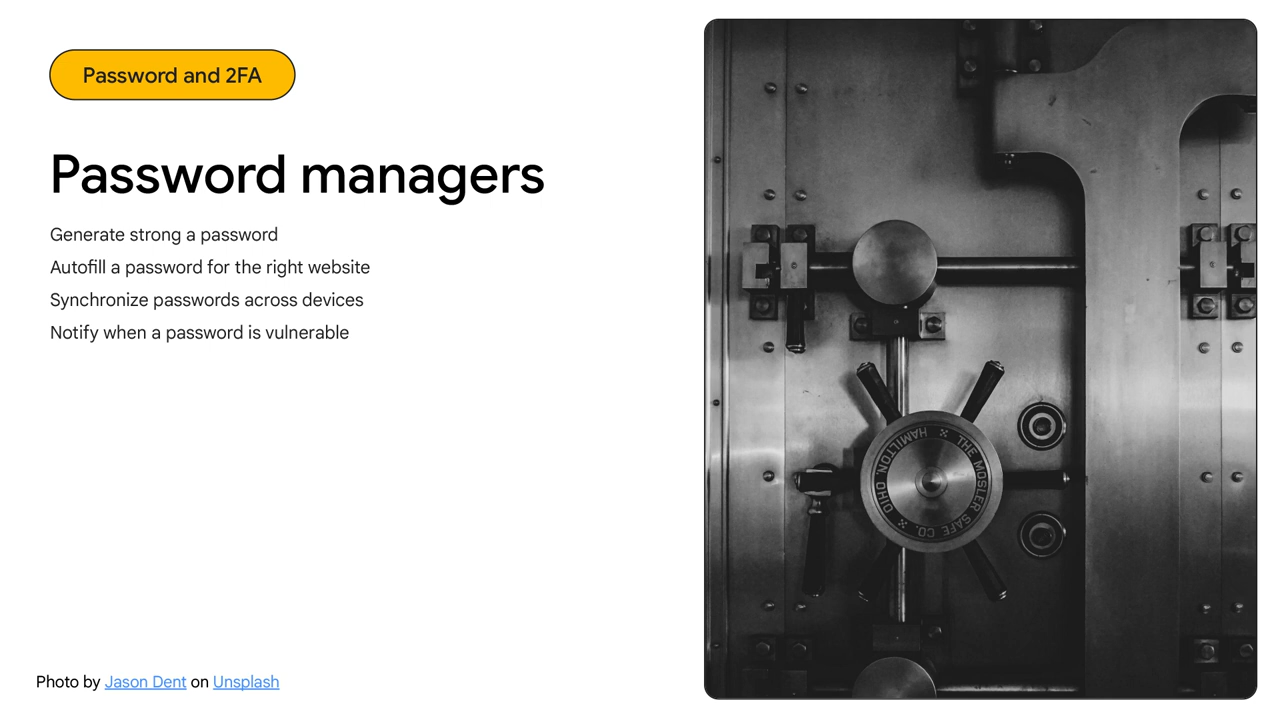 Password and 2FA
Password managers
Generate strong a password
Autofill a password for the right website
Synchronize passwords across devices
Notify when a password is vulnerable
Photo by Jason Dent on Unsplash
THE MOSLER SAFE CO.
HAMILTON, OHIO